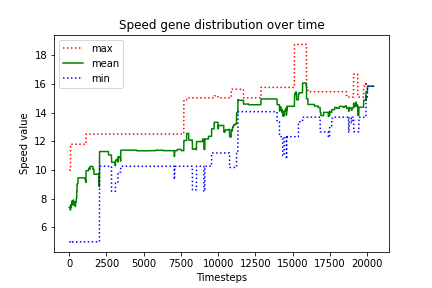 Speed gene distribution over time
max
mean
min
Speed value
18
16
14
12
10
8
6
0 2500 5000 7500 10000 12500 15000 17500 20000
Timesteps